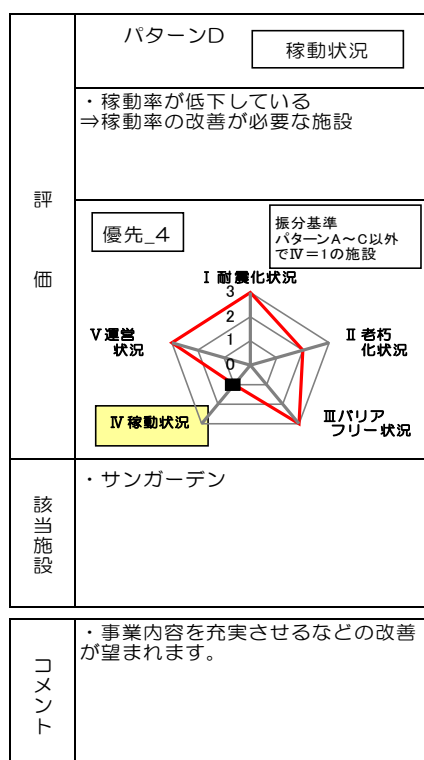 パターンD
稼動状況
・稼動率が低下している
⇒稼動率の改善が必要な施設
評価
優先_4
振分基準
パターンA～C以外
でⅣ＝1の施設
Ⅰ 耐震化状況
3
2
1
0
Ⅴ 運営
状況
Ⅱ 老朽
化状況
Ⅳ 稼動状況
Ⅲバリア
フリー状況
該当施設
・サンガーデン
コメント
・事業内容を充実させるなどの改善
が望まれます。